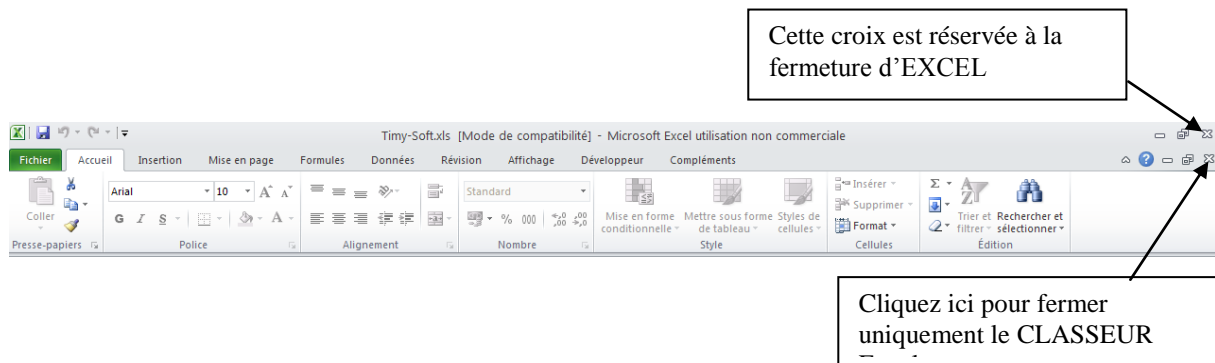 Cette croix est réservée à la
fermeture d’EXCEL
Timy-Soft.xls [Mode de compatibilité] - Microsoft Excel utilisation non commerciale
Fichier Accueil Insertion Mise en page Formules Données Révision Affichage Développeur Compléments
Coller
Presse-papiers
Arial 10 A A
G I S A
Police
Alignement
Standard
% 000 ,00 ,00
Nombre
Mise en forme conditionnelle
Mettre sous forme de tableau
Styles de cellules
Style
Insérer
Supprimer
Format
Cellules
Σ
Trier et filtrer
Rechercher et sélectionner
Édition
Cliquez ici pour fermer
uniquement le CLASSEUR